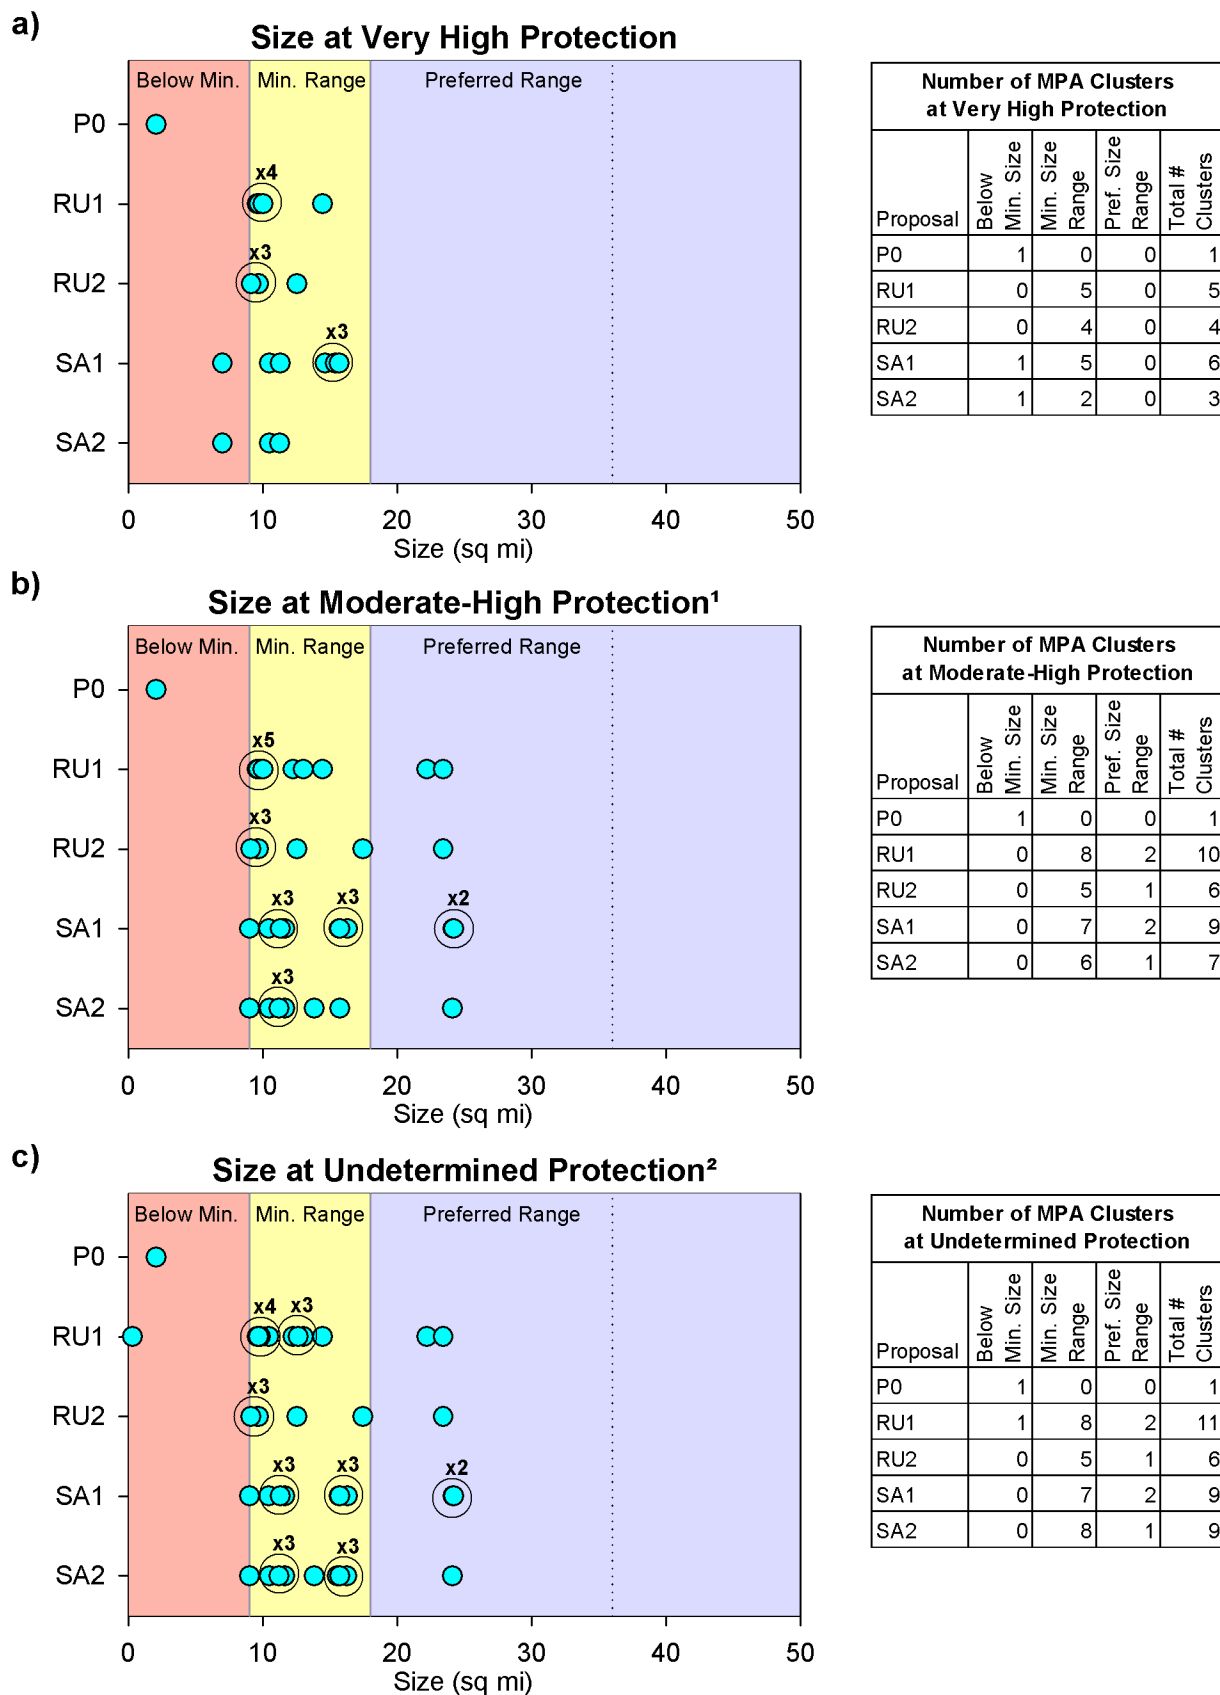 a)
Size at Very High Protection
Below Min. Min. Range Preferred Range
P0
x4
RU1
x3
RU2
x3
SA1
SA2
0 10 20 30 40 50
Size (sq mi)
Number of MPA Clusters
at Very High Protection
Proposal Below Min. Size Min. Size Range Pref. Size Range Total # Clusters
P0 1 0 0 1
RU1 0 5 0 5
RU2 0 4 0 4
SA1 1 5 0 6
SA2 1 2 0 3
b)
Size at Moderate-High Protection¹
Below Min. Min. Range Preferred Range
P0
x5
RU1
x3
RU2
x3 x3 x2
SA1
x3
SA2
0 10 20 30 40 50
Size (sq mi)
Number of MPA Clusters
at Moderate-High Protection
Proposal Below Min. Size Min. Size Range Pref. Size Range Total # Clusters
P0 1 0 0 1
RU1 0 8 2 10
RU2 0 5 1 6
SA1 0 7 2 9
SA2 0 6 1 7
c)
Size at Undetermined Protection²
Below Min. Min. Range Preferred Range
P0
x4 x3
RU1
x3
RU2
x3 x3 x2
SA1
x3 x3
SA2
0 10 20 30 40 50
Size (sq mi)
Number of MPA Clusters
at Undetermined Protection
Proposal Below Min. Size Min. Size Range Pref. Size Range Total # Clusters
P0 1 0 0 1
RU1 1 8 2 11
RU2 0 5 1 6
SA1 0 7 2 9
SA2 0 8 1 9